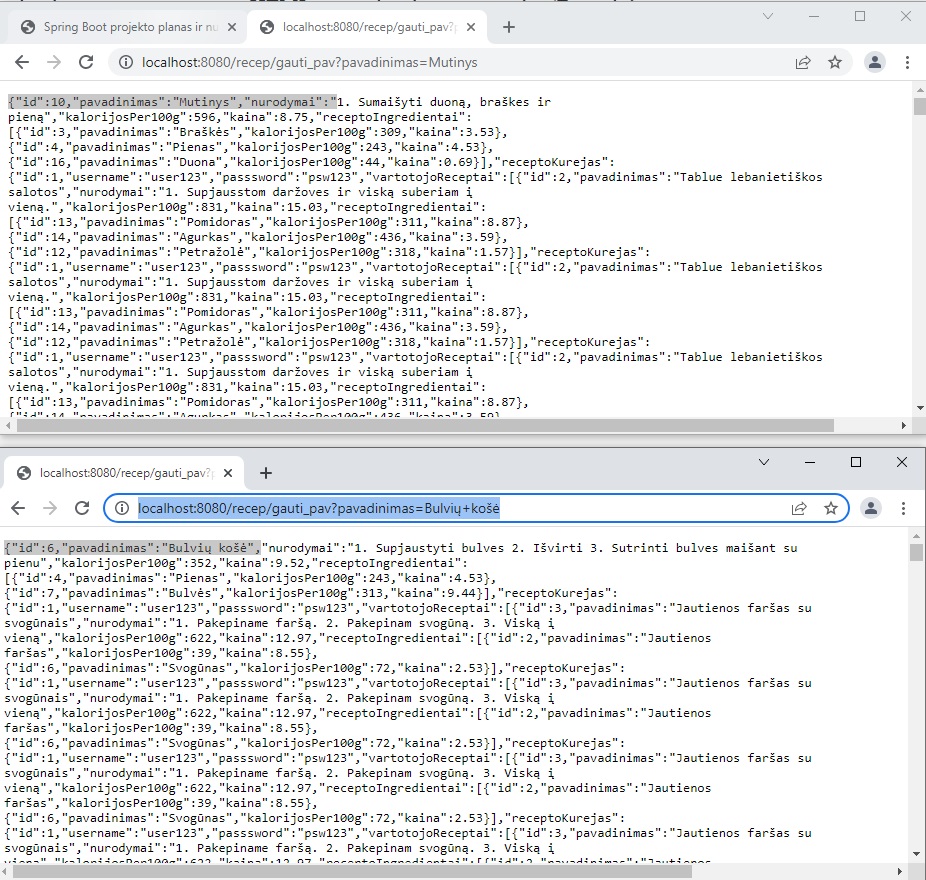 Spring Boot projekto planas ir nu
localhost:8080/recep/gauti_pav?p
localhost:8080/recep/gauti_pav?pavadinimas=Mutinys
{"id":10,"pavadinimas":"Mutinys","nurodymai":"1. Sumaišyti duoną, braškes ir
pieną","kalorijosPer100g":596,"kaina":8.75,"receptoIngredientai":
[{"id":3,"pavadinimas":"Braškės","kalorijosPer100g":309,"kaina":3.53},
{"id":4,"pavadinimas":"Pienas","kalorijosPer100g":243,"kaina":4.53},
{"id":16,"pavadinimas":"Duona","kalorijosPer100g":44,"kaina":0.69}],"receptoKurejas":
{"id":1,"username":"user123","passsword":"psw123","vartotojoReceptai":[{"id":2,"pavadinimas":"Tablue lebanietiškos
salotos","nurodymai":"1. Supjausstom daržoves ir viską suberiam į
vieną.","kalorijosPer100g":831,"kaina":15.03,"receptoIngredientai":
[{"id":13,"pavadinimas":"Pomidoras","kalorijosPer100g":311,"kaina":8.87},
{"id":14,"pavadinimas":"Agurkas","kalorijosPer100g":436,"kaina":3.59},
{"id":12,"pavadinimas":"Petražolė","kalorijosPer100g":318,"kaina":1.57}],"receptoKurejas":
{"id":1,"username":"user123","passsword":"psw123","vartotojoReceptai":[{"id":2,"pavadinimas":"Tablue lebanietiškos
salotos","nurodymai":"1. Supjausstom daržoves ir viską suberiam į
vieną.","kalorijosPer100g":831,"kaina":15.03,"receptoIngredientai":
[{"id":13,"pavadinimas":"Pomidoras","kalorijosPer100g":311,"kaina":8.87},
{"id":14,"pavadinimas":"Agurkas","kalorijosPer100g":436,"kaina":3.59},
{"id":12,"pavadinimas":"Petražolė","kalorijosPer100g":318,"kaina":1.57}],"receptoKurejas":
{"id":1,"username":"user123","passsword":"psw123","vartotojoReceptai":[{"id":2,"pavadinimas":"Tablue lebanietiškos
salotos","nurodymai":"1. Supjausstom daržoves ir viską suberiam į
vieną.","kalorijosPer100g":831,"kaina":15.03,"receptoIngredientai":
[{"id":13,"pavadinimas":"Pomidoras","kalorijosPer100g":311,"kaina":8.87},
{"id":14,"pavadinimas":"Agurkas","kalorijosPer100g":436,"kaina":3.59}
localhost:8080/recep/gauti_pav?p
localhost:8080/recep/gauti_pav?pavadinimas=Bulvių+košė
{"id":6,"pavadinimas":"Bulvių košė","nurodymai":"1. Supjaustyti bulves 2. Išvirti 3. Sutrinti bulves maišant su
pienu","kalorijosPer100g":352,"kaina":9.52,"receptoIngredientai":
[{"id":4,"pavadinimas":"Pienas","kalorijosPer100g":243,"kaina":4.53},
{"id":7,"pavadinimas":"Bulvės","kalorijosPer100g":313,"kaina":9.44}],"receptoKurejas":
{"id":1,"username":"user123","passsword":"psw123","vartotojoReceptai":[{"id":3,"pavadinimas":"Jautienos faršas su
svogūnais","nurodymai":"1. Pakepiname faršą. 2. Pakepinam svogūną. 3. Viską į
vieną","kalorijosPer100g":622,"kaina":12.97,"receptoIngredientai":[{"id":2,"pavadinimas":"Jautienos
faršas","kalorijosPer100g":39,"kaina":8.55},
{"id":6,"pavadinimas":"Svogūnas","kalorijosPer100g":72,"kaina":2.53}],"receptoKurejas":
{"id":1,"username":"user123","passsword":"psw123","vartotojoReceptai":[{"id":3,"pavadinimas":"Jautienos faršas su
svogūnais","nurodymai":"1. Pakepiname faršą. 2. Pakepinam svogūną. 3. Viską į
vieną","kalorijosPer100g":622,"kaina":12.97,"receptoIngredientai":[{"id":2,"pavadinimas":"Jautienos
faršas","kalorijosPer100g":39,"kaina":8.55},
{"id":6,"pavadinimas":"Svogūnas","kalorijosPer100g":72,"kaina":2.53}],"receptoKurejas":
{"id":1,"username":"user123","passsword":"psw123","vartotojoReceptai":[{"id":3,"pavadinimas":"Jautienos faršas su
svogūnais","nurodymai":"1. Pakepiname faršą. 2. Pakepinam svogūną. 3. Viską į
vieną","kalorijosPer100g":622,"kaina":12.97,"receptoIngredientai":[{"id":2,"pavadinimas":"Jautienos
faršas","kalorijosPer100g":39,"kaina":8.55},
{"id":6,"pavadinimas":"Svogūnas","kalorijosPer100g":72,"kaina":2.53}],"receptoKurejas":
{"id":1,"username":"user123","passsword":"psw123","vartotojoReceptai":[{"id":3,"pavadinimas":"Jautienos faršas su
svogūnais","nurodymai":"1. Pakepiname faršą. 2. Pakepinam svogūną. 3. Viską į
vieną","kalorijosPer100g":622,"kaina":12.97,"receptoIngredientai":[{"id":2,"pavadinimas":"Jautienos